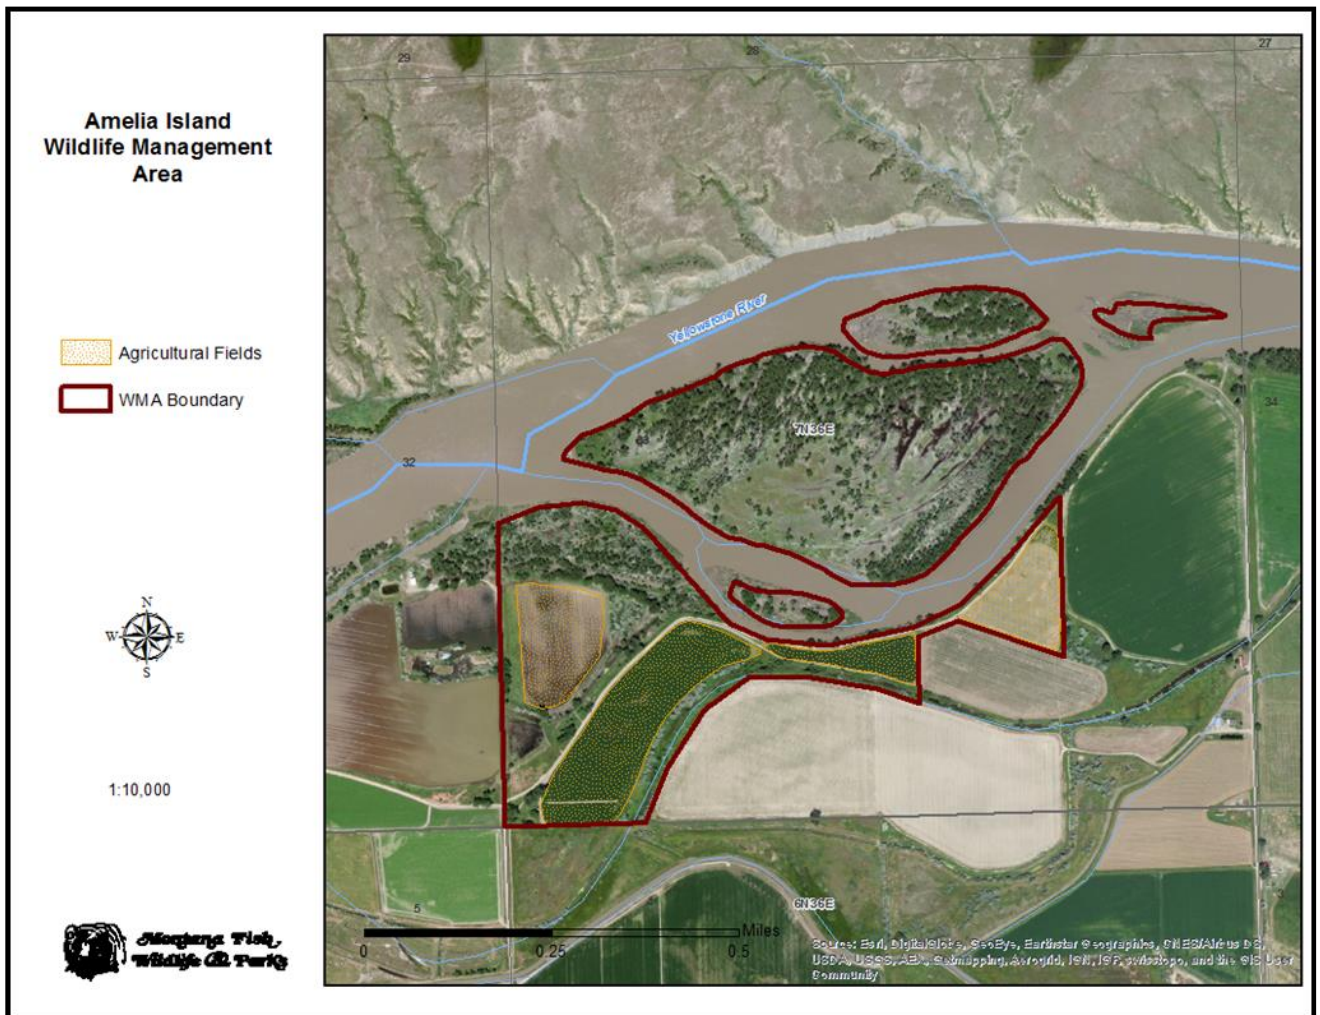 Amelia Island
Wildlife Management
Area
Agricultural Fields
WMA Boundary
N
W E
S
1:10,000
Montana Fish,
Wildlife & Parks
29
28
27
Yellowstone River
7N36E
34
32
5
6N36E
Miles
0 0.25 0.5
Source: Esri, DigitalGlobe, GeoEye, Earthstar Geographics, CNES/Airbus DS,
USDA, USGS, AEX, Getmapping, Aerogrid, IGN, IGP, swisstopo, and the GIS User
Community